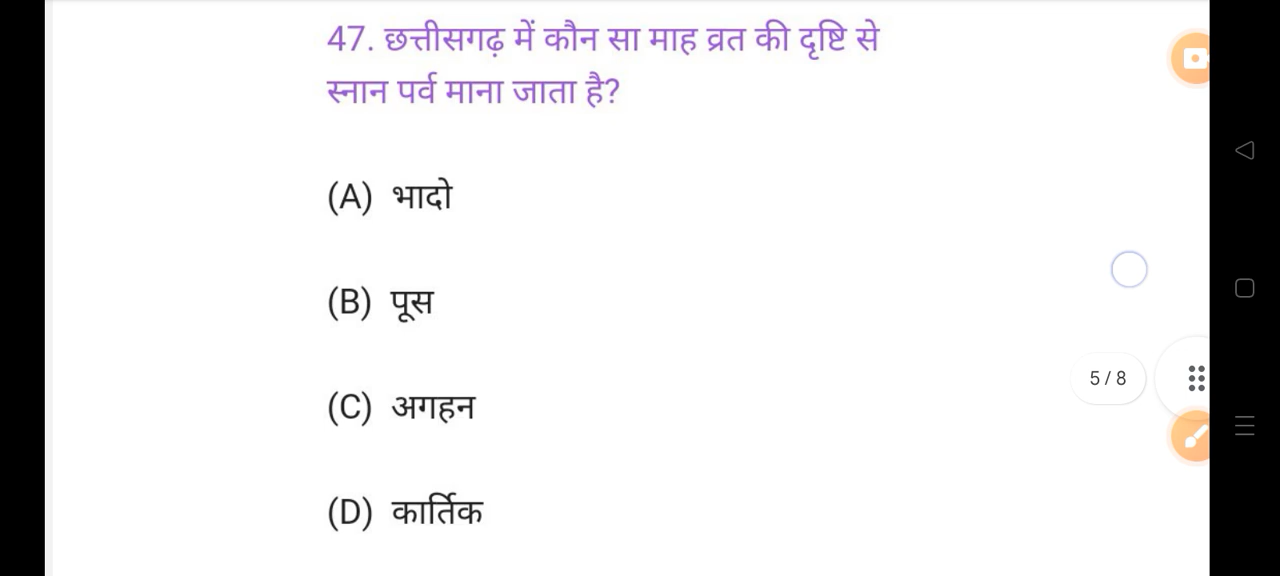 47. छत्तीसगढ़ में कौन सा माह व्रत की दृष्टि से
स्नान पर्व माना जाता है?
(A) भादो
(B) पूस
(C) अगहन
(D) कार्तिक
5 / 8